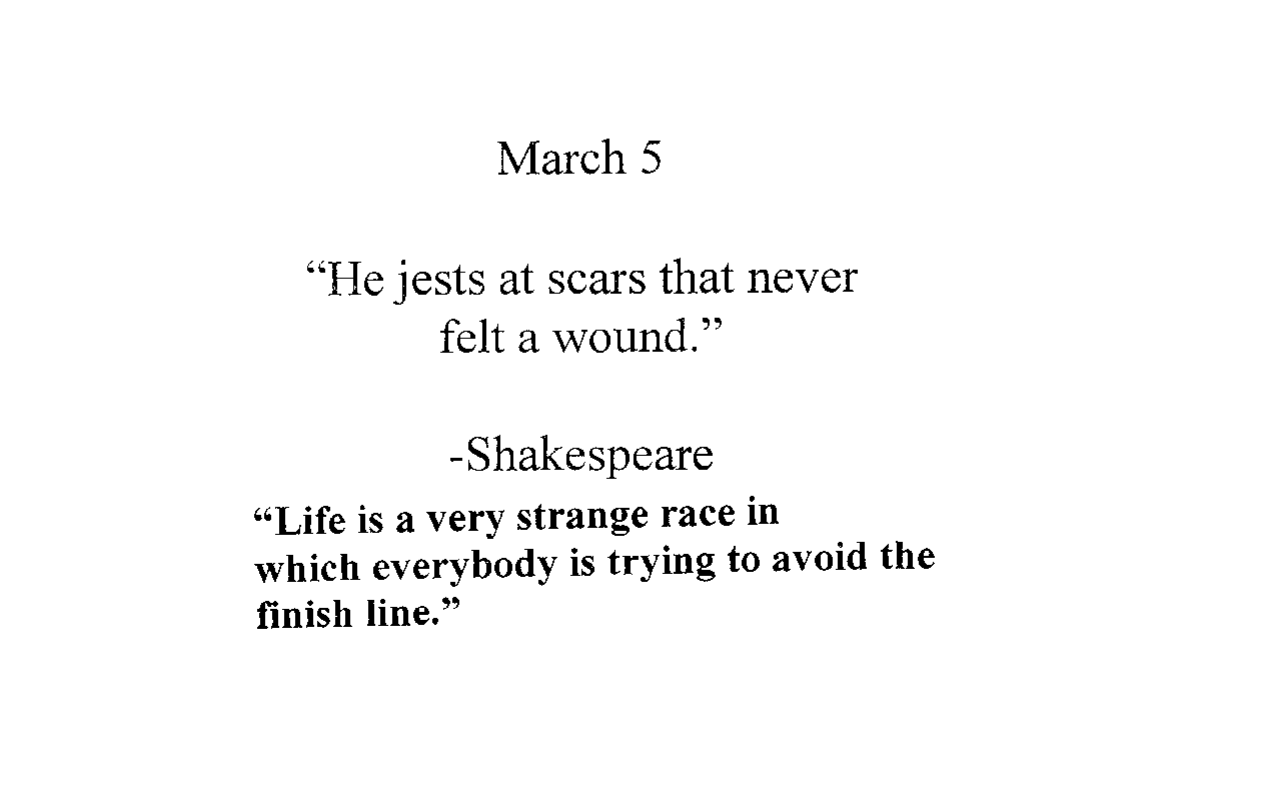 March 5
“He jests at scars that never
felt a wound.”
-Shakespeare
“Life is a very strange race in
which everybody is trying to avoid the
finish line.”